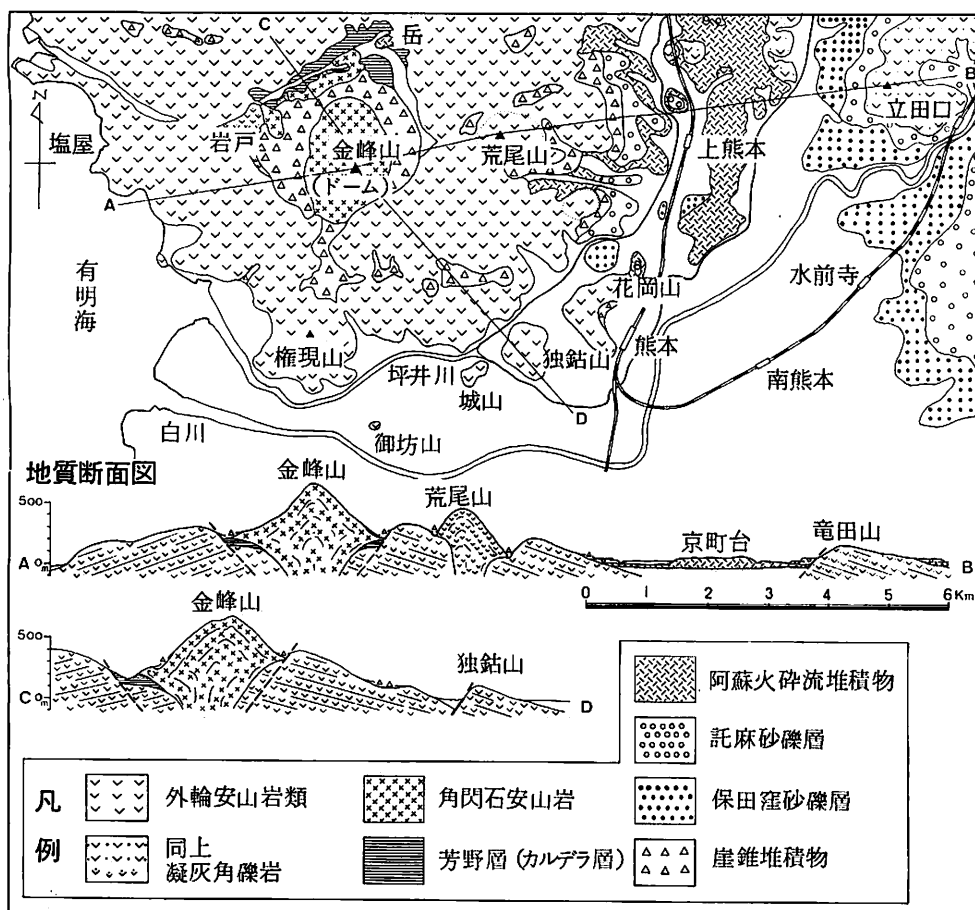 C
岳
B
N
塩屋
岩戸
金峰山
(ドーム)
荒尾山
上熊本
立田口
A
有明海
花岡山
水前寺
権現山
坪井川
独鈷山
熊本
南熊本
城山
D
白川
御坊山
地質断面図
金峰山
荒尾山
竜田山
京町台
500
A 0m
B
0 1 2 3 4 5 6 Km
金峰山
500
独鈷山
C 0m
D
凡例
外輪安山岩類
同上
凝灰角礫岩
角閃石安山岩
芳野層 (カルデラ層)
阿蘇火砕流堆積物
託麻砂礫層
保田窪砂礫層
崖錐堆積物